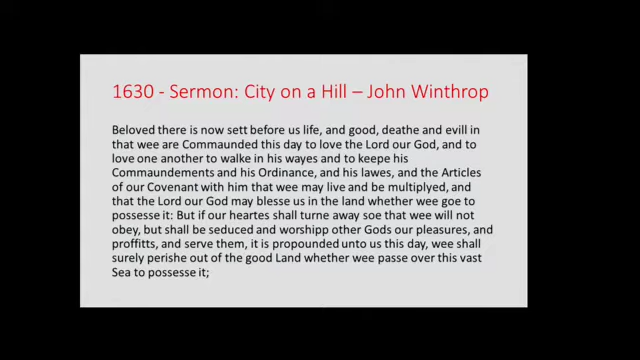 1630 - Sermon: City on a Hill – John Winthrop
Beloved there is now sett before us life, and good, deathe and evill in
that wee are Commaunded this day to love the Lord our God, and to
love one another to walke in his wayes and to keepe his
Commaundements and his Ordinance, and his lawes, and the Articles
of our Covenant with him that wee may live and be multiplyed, and
that the Lord our God may blesse us in the land whether wee goe to
possesse it: But if our heartes shall turne away soe that wee will not
obey, but shall be seduced and worshipp other Gods our pleasures, and
proffitts, and serve them, it is propounded unto us this day, wee shall
surely perishe out of the good Land whether wee passe over this vast
Sea to possesse it;